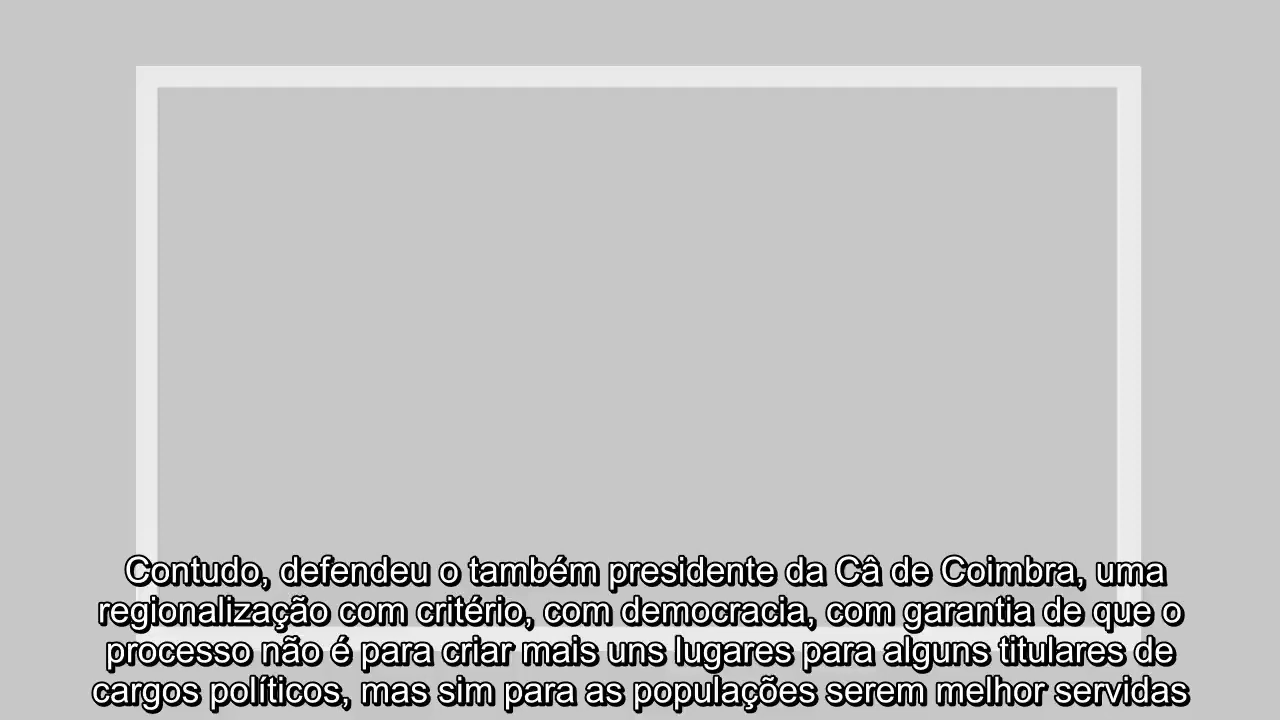 Contudo, defendeu o também presidente da Câ de Coimbra, uma
regionalização com critério, com democracia, com garantia de que o
processo não é para criar mais uns lugares para alguns titulares de
cargos políticos, mas sim para as populações serem melhor servidas